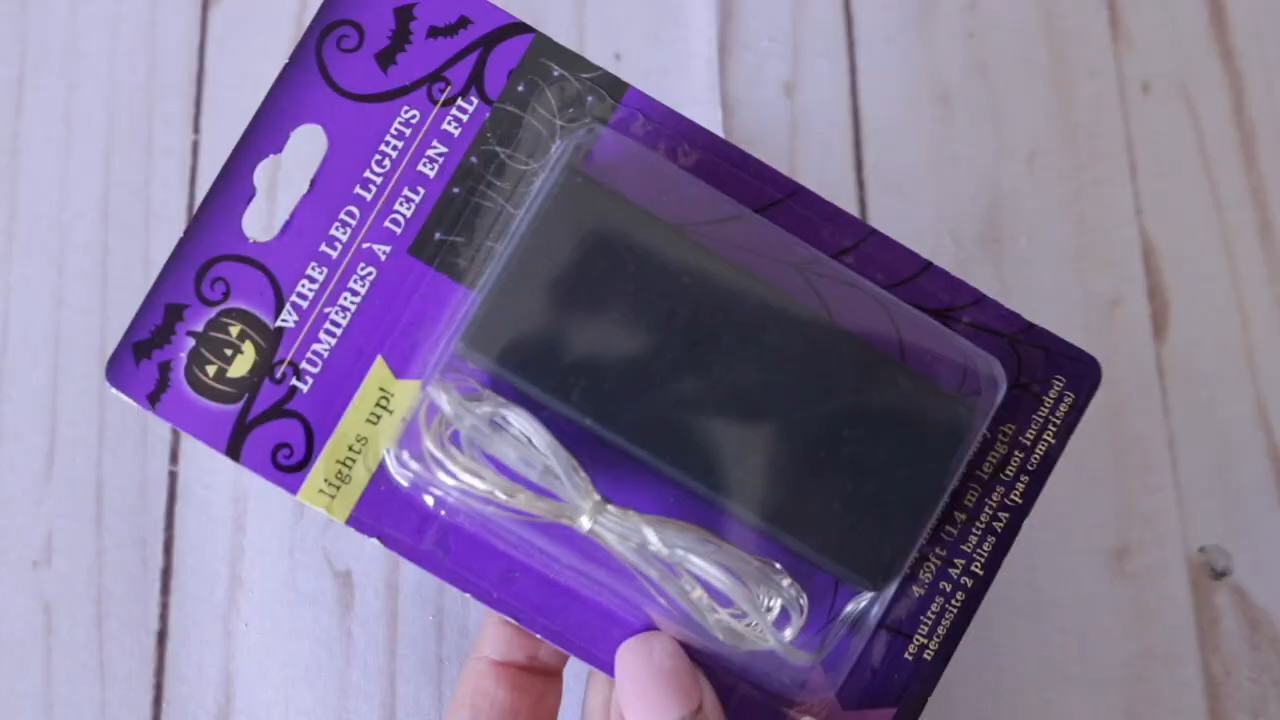 WIRE LED LIGHTS
LUMIÈRES À DEL EN FIL
lights up!
4.59ft (1.4 m) length
requires 2 AA batteries (not included)
nécessite 2 piles AA (pas comprises)